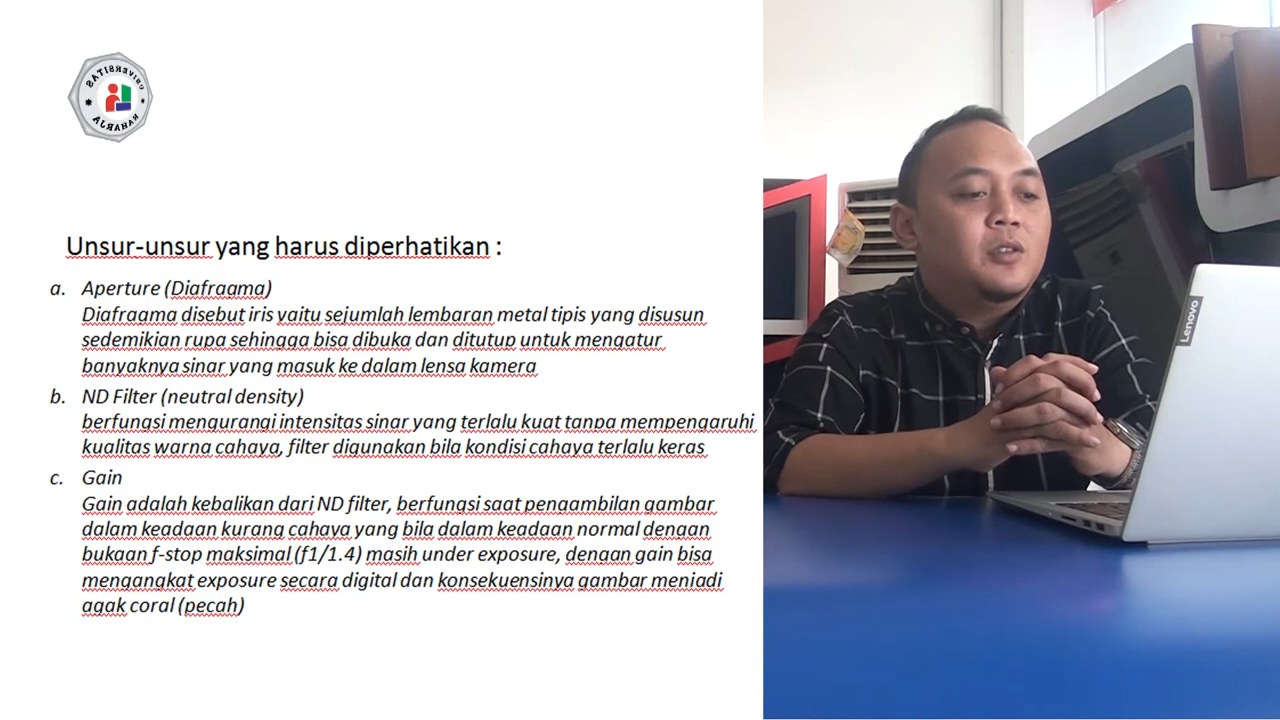 UNIVERSITAS
RAHARJA
Unsur-unsur yang harus diperhatikan :
a. Aperture (Diafragma)
Diafragma disebut iris yaitu sejumlah lembaran metal tipis yang disusun
sedemikian rupa sehingga bisa dibuka dan ditutup untuk mengatur
banyaknya sinar yang masuk ke dalam lensa kamera
b. ND Filter (neutral density)
berfungsi mengurangi intensitas sinar yang terlalu kuat tanpa mempengaruhi
kualitas warna cahaya, filter digunakan bila kondisi cahaya terlalu keras
c. Gain
Gain adalah kebalikan dari ND filter, berfungsi saat pengambilan gambar
dalam keadaan kurang cahaya yang bila dalam keadaan normal dengan
bukaan f-stop maksimal (f1/1.4) masih under exposure, dengan gain bisa
mengangkat exposure secara digital dan konsekuensinya gambar menjadi
agak coral (pecah)
Lenovo